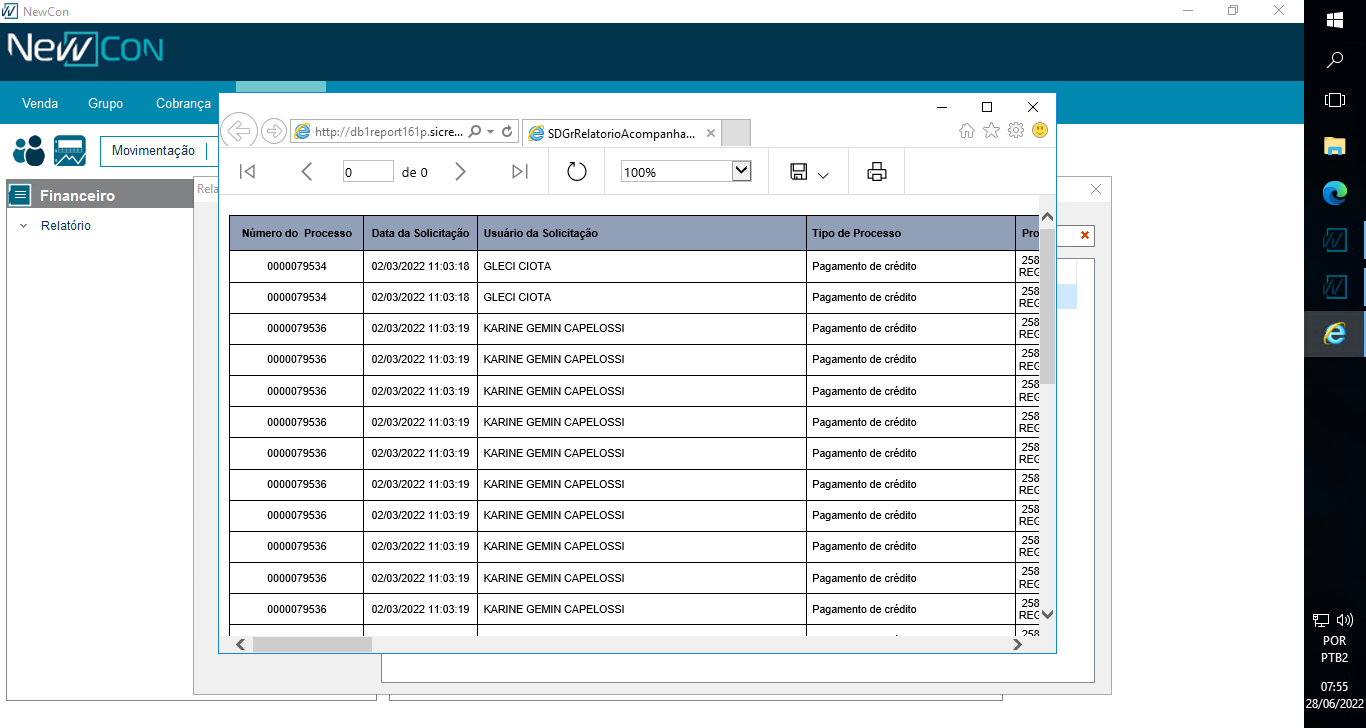 NewCon
NewCon
Venda Grupo Cobrança
http://db1report161p.sicre... SDGrRelatorioAcompanha...
Movimentação
0 de 0 100%
Financeiro
Rela
Relatório
Número do Processo Data da Solicitação Usuário da Solicitação Tipo de Processo Pro
0000079534 02/03/2022 11:03:18 GLECI CIOTA Pagamento de crédito 258
REG
0000079534 02/03/2022 11:03:18 GLECI CIOTA Pagamento de crédito 258
REG
0000079536 02/03/2022 11:03:19 KARINE GEMIN CAPELOSSI Pagamento de crédito 258
REG
0000079536 02/03/2022 11:03:19 KARINE GEMIN CAPELOSSI Pagamento de crédito 258
REG
0000079536 02/03/2022 11:03:19 KARINE GEMIN CAPELOSSI Pagamento de crédito 258
REG
0000079536 02/03/2022 11:03:19 KARINE GEMIN CAPELOSSI Pagamento de crédito 258
REG
0000079536 02/03/2022 11:03:19 KARINE GEMIN CAPELOSSI Pagamento de crédito 258
REG
0000079536 02/03/2022 11:03:19 KARINE GEMIN CAPELOSSI Pagamento de crédito 258
REG
0000079536 02/03/2022 11:03:19 KARINE GEMIN CAPELOSSI Pagamento de crédito 258
REG
0000079536 02/03/2022 11:03:19 KARINE GEMIN CAPELOSSI Pagamento de crédito 258
REG
0000079536 02/03/2022 11:03:19 KARINE GEMIN CAPELOSSI Pagamento de crédito 258
REG
0000079536 02/03/2022 11:03:19 KARINE GEMIN CAPELOSSI Pagamento de crédito 258
REG
258
POR
PTB2
07:55
28/06/2022